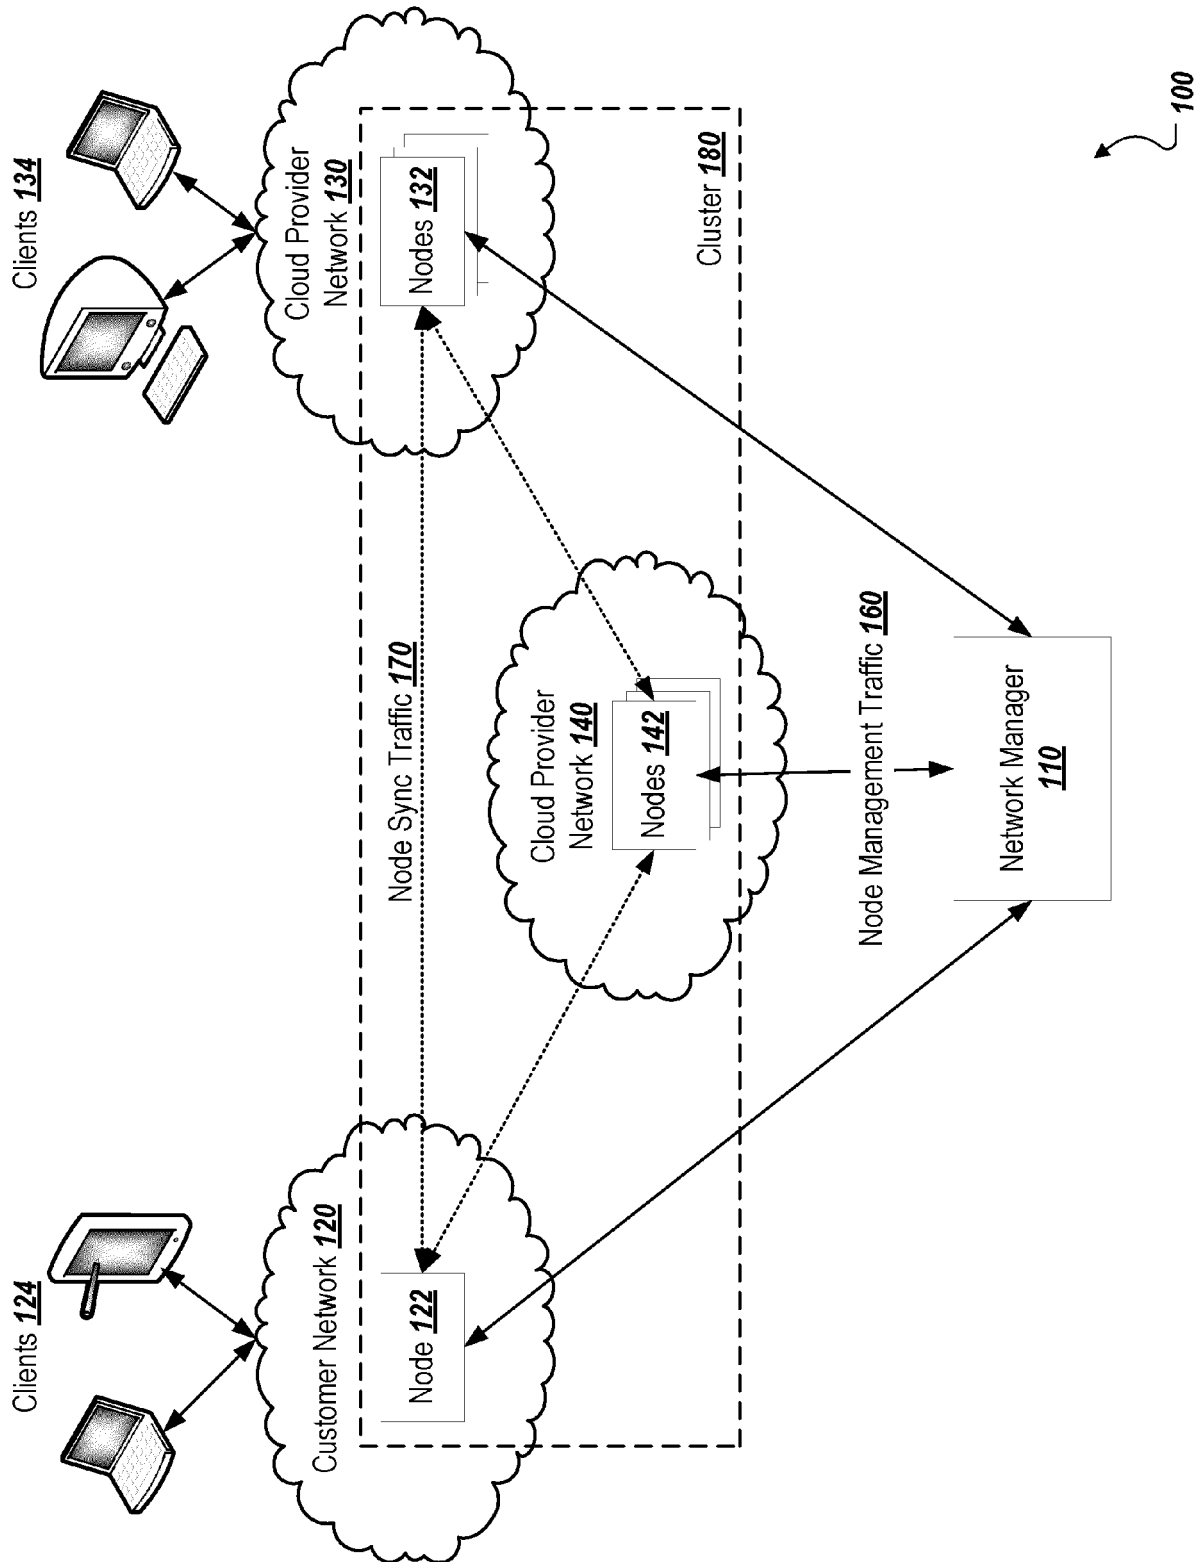 Clients 124
Clients 134
Customer Network 120
Node 122
Cloud Provider
Network 130
Nodes 132
Node Sync Traffic 170
Cloud Provider
Network 140
Nodes 142
Cluster 180
Node Management Traffic 160
Network Manager
110
100